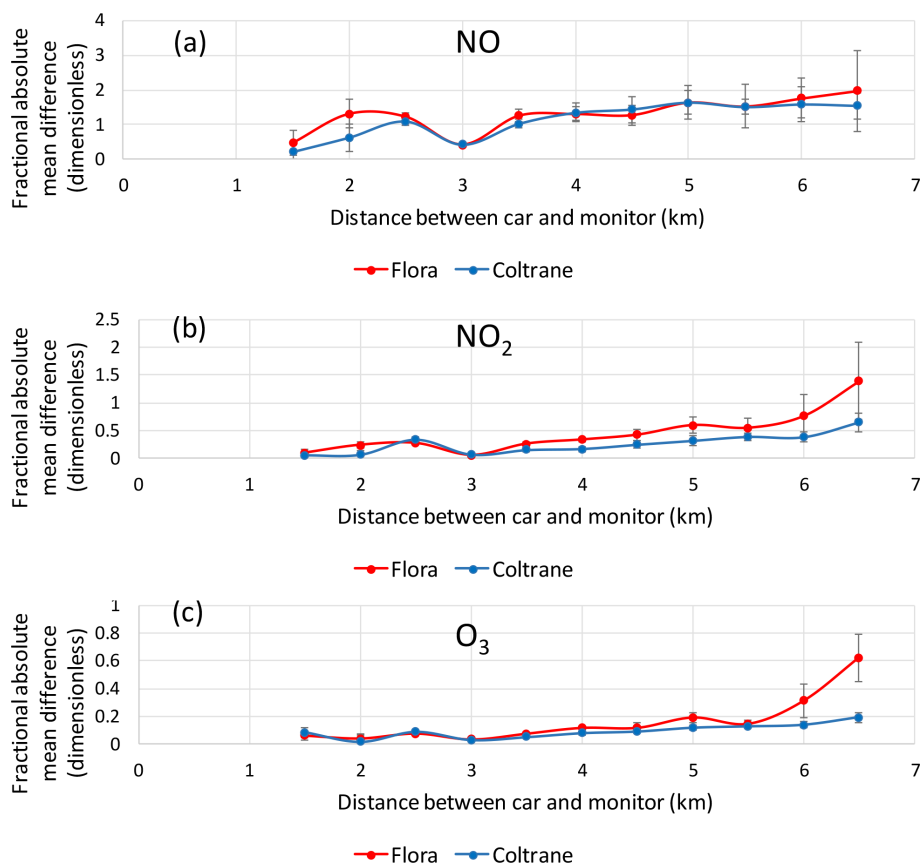 (a)
NO
Fractional absolute
mean difference
(dimensionless)
4
3
2
1
0
0 1 2 3 4 5 6 7
Distance between car and monitor (km)
Flora Coltrane
(b)
NO₂
Fractional absolute
mean difference
(dimensionless)
2.5
2
1.5
1
0.5
0
0 1 2 3 4 5 6 7
Distance between car and monitor (km)
Flora Coltrane
(c)
O₃
Fractional absolute
mean difference
(dimensionless)
1
0.8
0.6
0.4
0.2
0
0 1 2 3 4 5 6 7
Distance between car and monitor (km)
Flora Coltrane